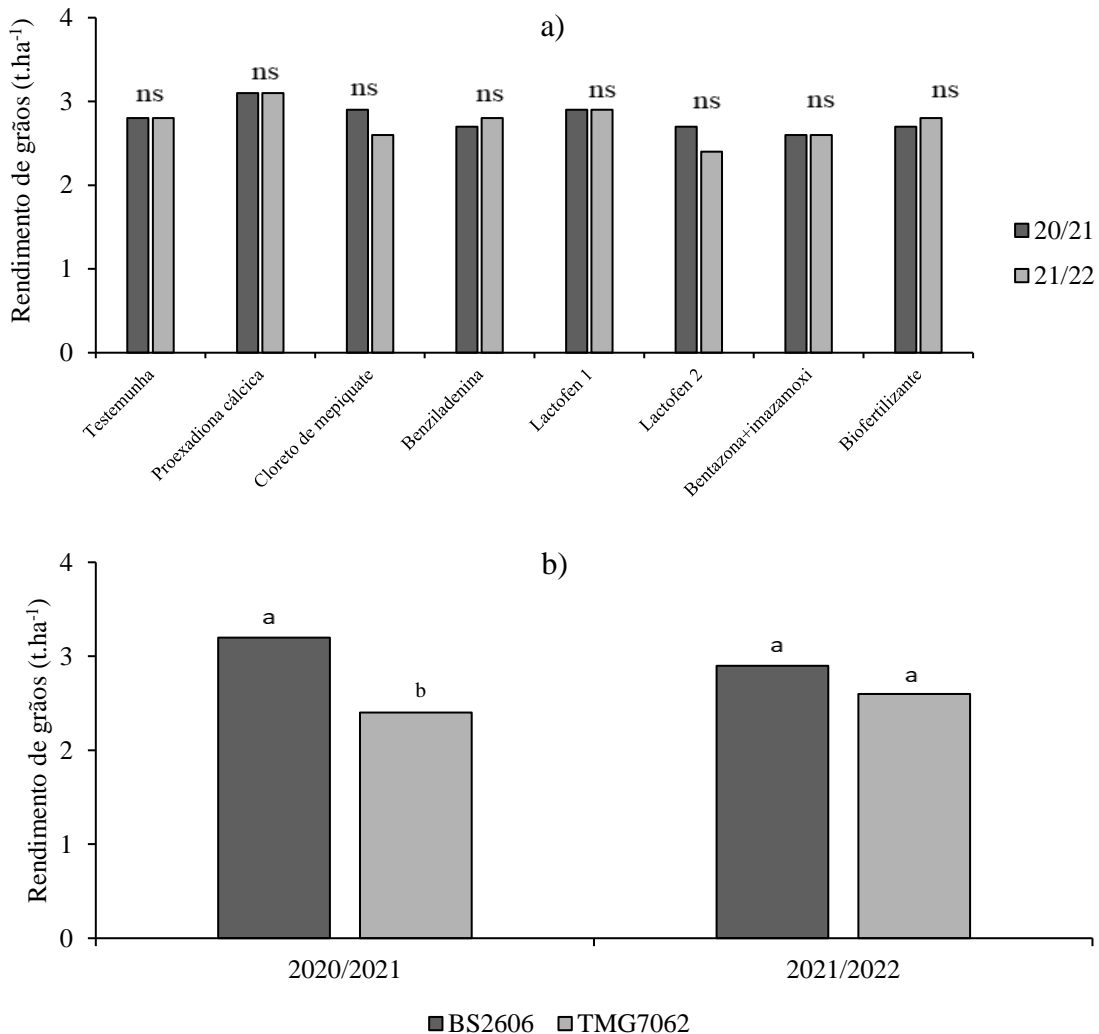 a)
Rendimento de grãos (t.ha⁻¹)
4
3
2
1
0
ns ns ns ns ns ns ns ns
Testemunha
Proexadiona cálcica
Cloreto de mepiquate
Benziladenina
Lactofen 1
Lactofen 2
Bentazona+imazamoxi
Biofertilizante
20/21
21/22
b)
Rendimento de grãos (t.ha⁻¹)
4
3
2
1
0
a b a a
2020/2021 2021/2022
BS2606 TMG7062